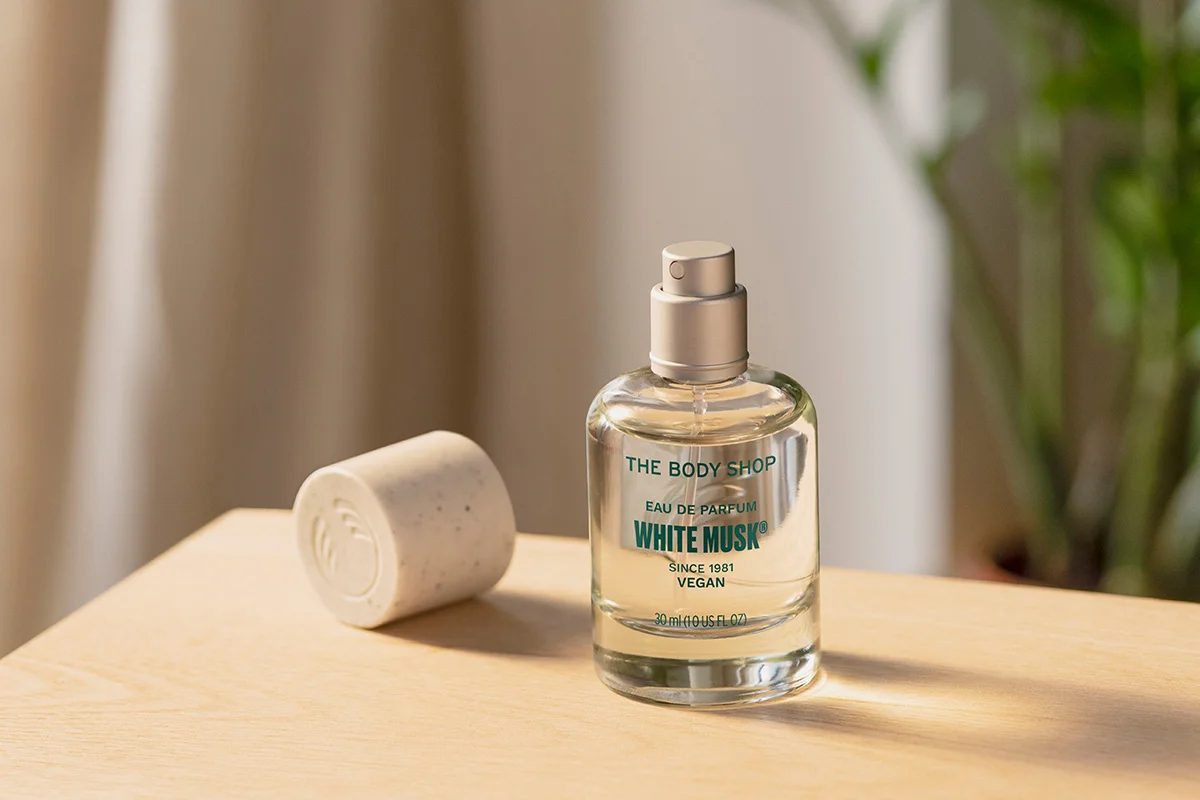 THE BODY SHOP
EAU DE PARFUM
WHITE MUSK®
SINCE 1981
VEGAN
30 ml (1.0 US FL OZ)